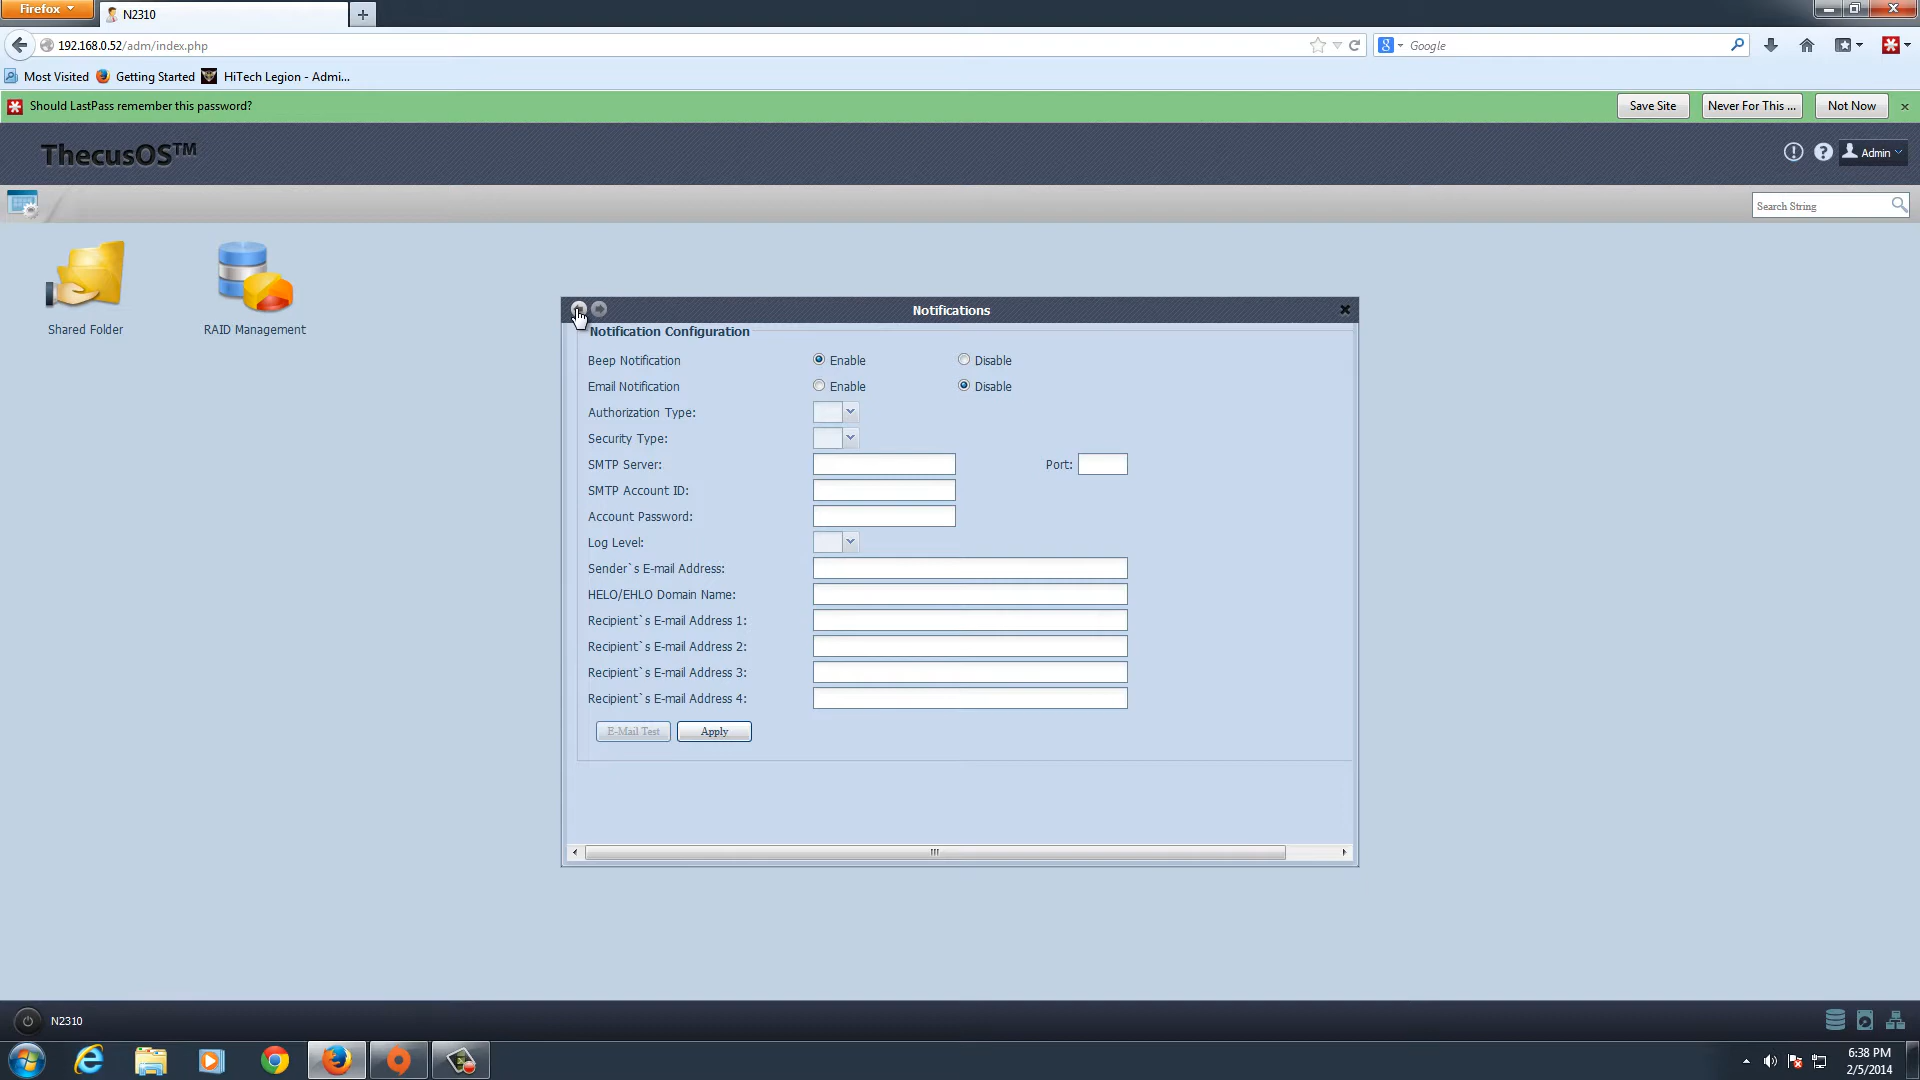 Firefox
N2310
192.168.0.52/adm/index.php
Google
Most Visited
Getting Started
HiTech Legion - Admi...
Should LastPass remember this password?
Save Site
Never For This ...
Not Now
ThecusOS™
Admin
Search String
Shared Folder
RAID Management
Notifications
Notification Configuration
Beep Notification
Enable
Disable
Email Notification
Enable
Disable
Authorization Type:
Security Type:
SMTP Server:
Port:
SMTP Account ID:
Account Password:
Log Level:
Sender`s E-mail Address:
HELO/EHLO Domain Name:
Recipient`s E-mail Address 1:
Recipient`s E-mail Address 2:
Recipient`s E-mail Address 3:
Recipient`s E-mail Address 4:
E-Mail Test
Apply
N2310
6:38 PM
2/5/2014